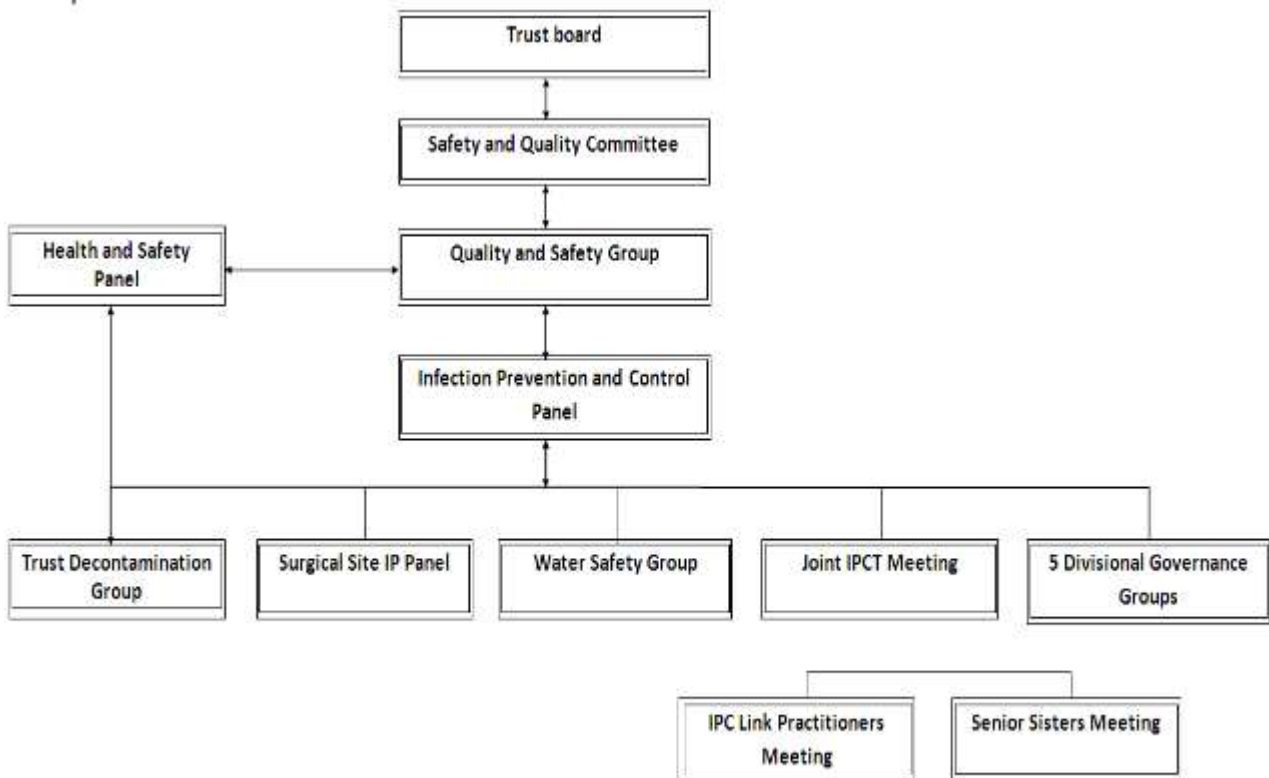 Trust board
Safety and Quality Committee
Health and Safety
Panel
Quality and Safety Group
Infection Prevention and Control
Panel
Trust Decontamination
Group
Surgical Site IP Panel
Water Safety Group
Joint IPCT Meeting
5 Divisional Governance
Groups
IPC Link Practitioners
Meeting
Senior Sisters Meeting